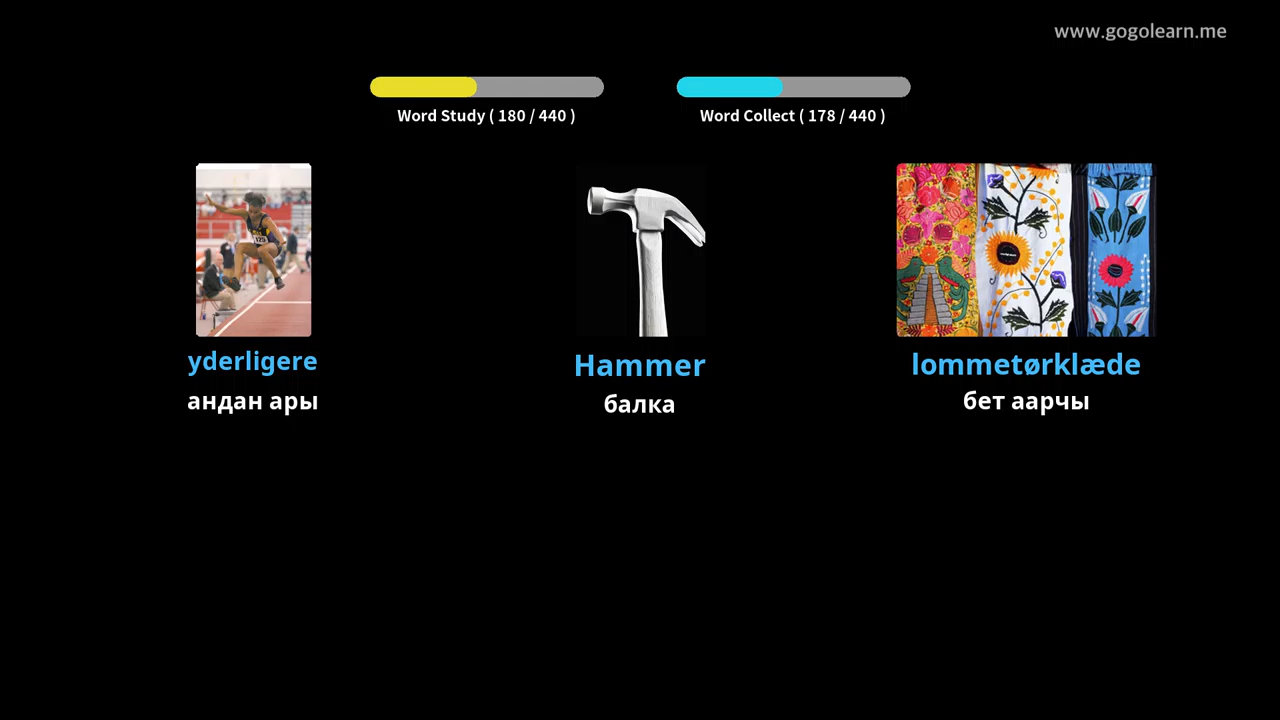 www.gogolearn.me
Word Study ( 180 / 440 )
Word Collect ( 178 / 440 )
yderligere
андан ары
Hammer
балка
lommetørklæde
бет аарчы